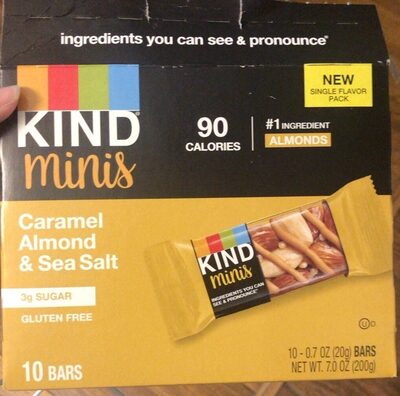 ingredients you can see & pronounce®
NEW
SINGLE FLAVOR
PACK
KIND®
minis
90
CALORIES
#1 INGREDIENT
ALMONDS
Caramel
Almond
& Sea Salt
3g SUGAR
GLUTEN FREE
10 BARS
KIND
minis
INGREDIENTS YOU CAN
SEE & PRONOUNCE®
U D
10 - 0.7 OZ (20g) BARS
NET WT. 7.0 OZ (200g)